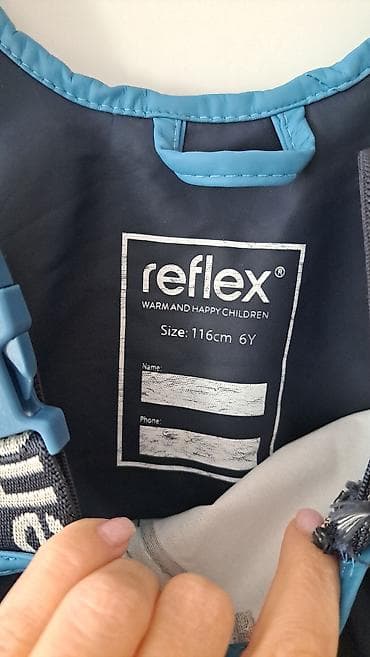 reflex®
WARM AND HAPPY CHILDREN
Size: 116cm 6Y
Name:
Phone: